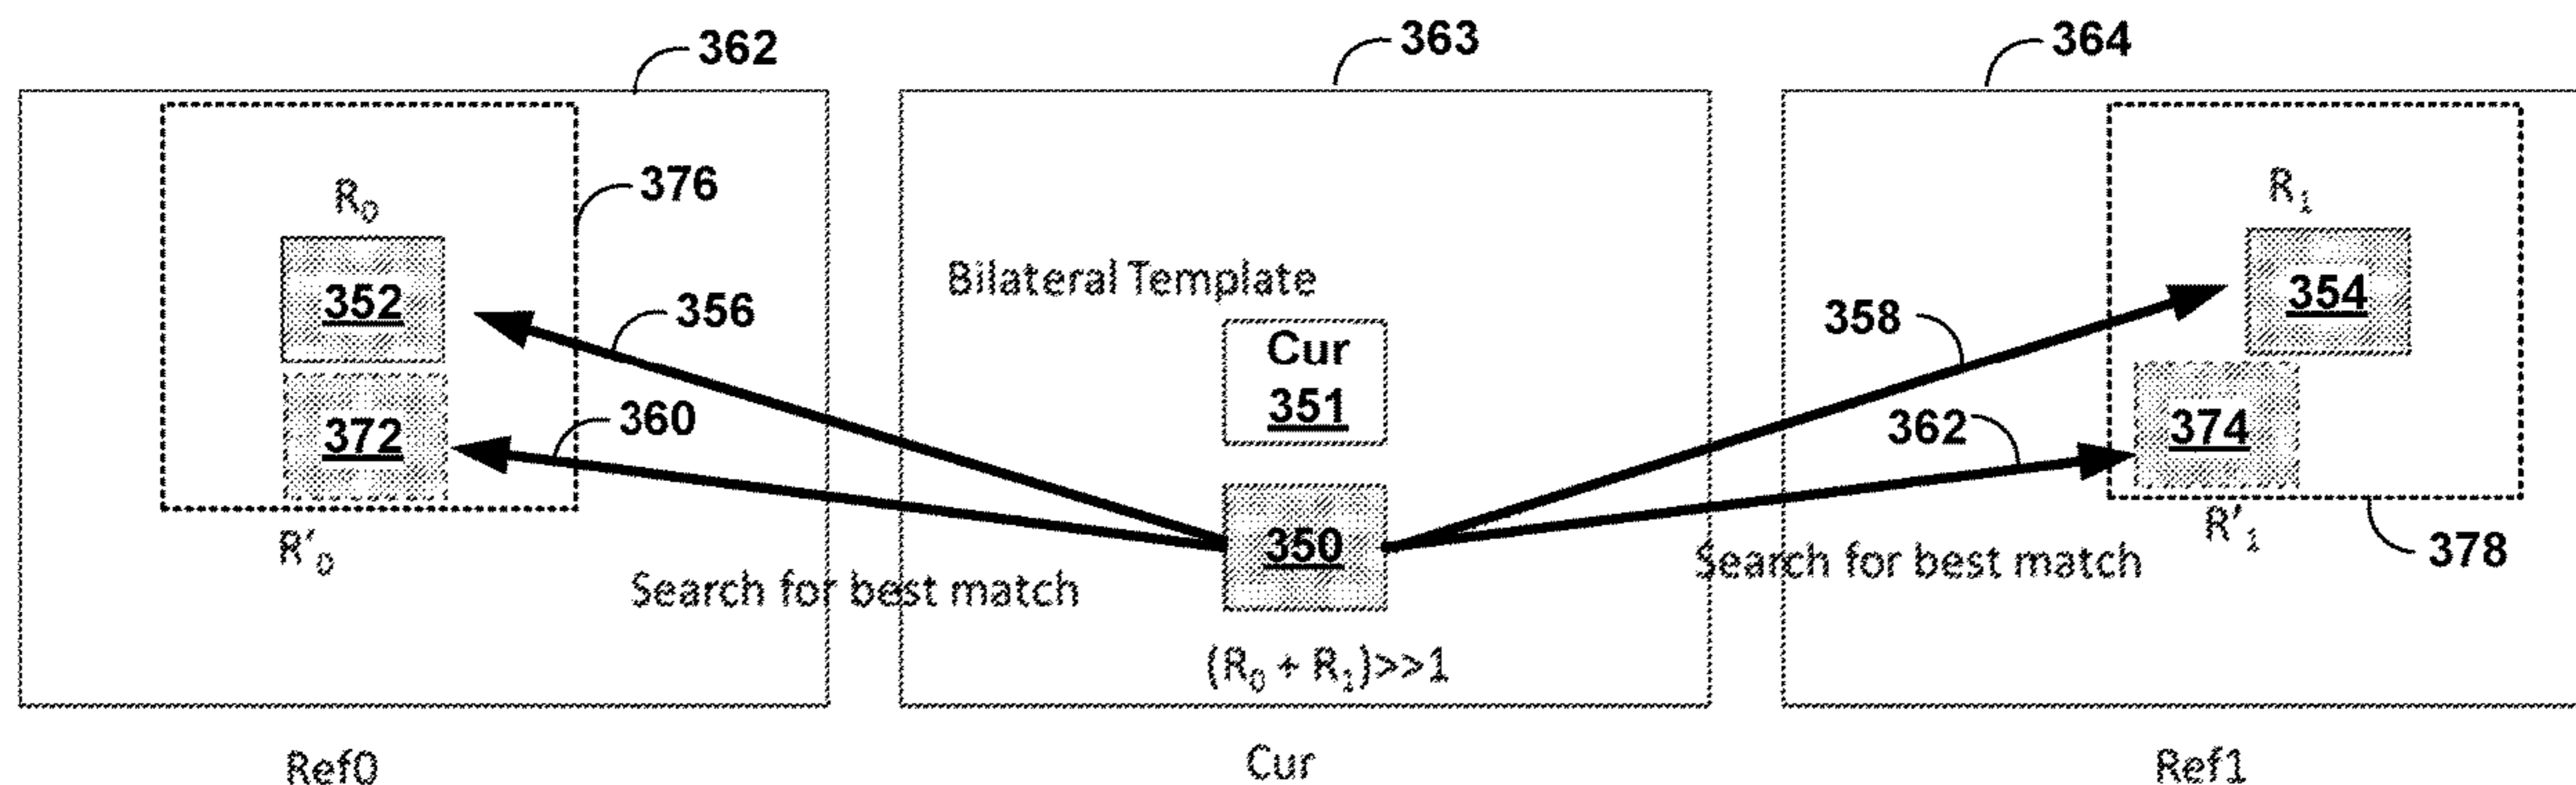 362
363
364
376
R₀
R₁
352
356
Bilateral Template
358
354
Cur
351
372
360
362
374
R'₀
350
R'₁
378
Search for best match
Search for best match
(R₀ + R₁)>>1
Ref0
Cur
Ref1